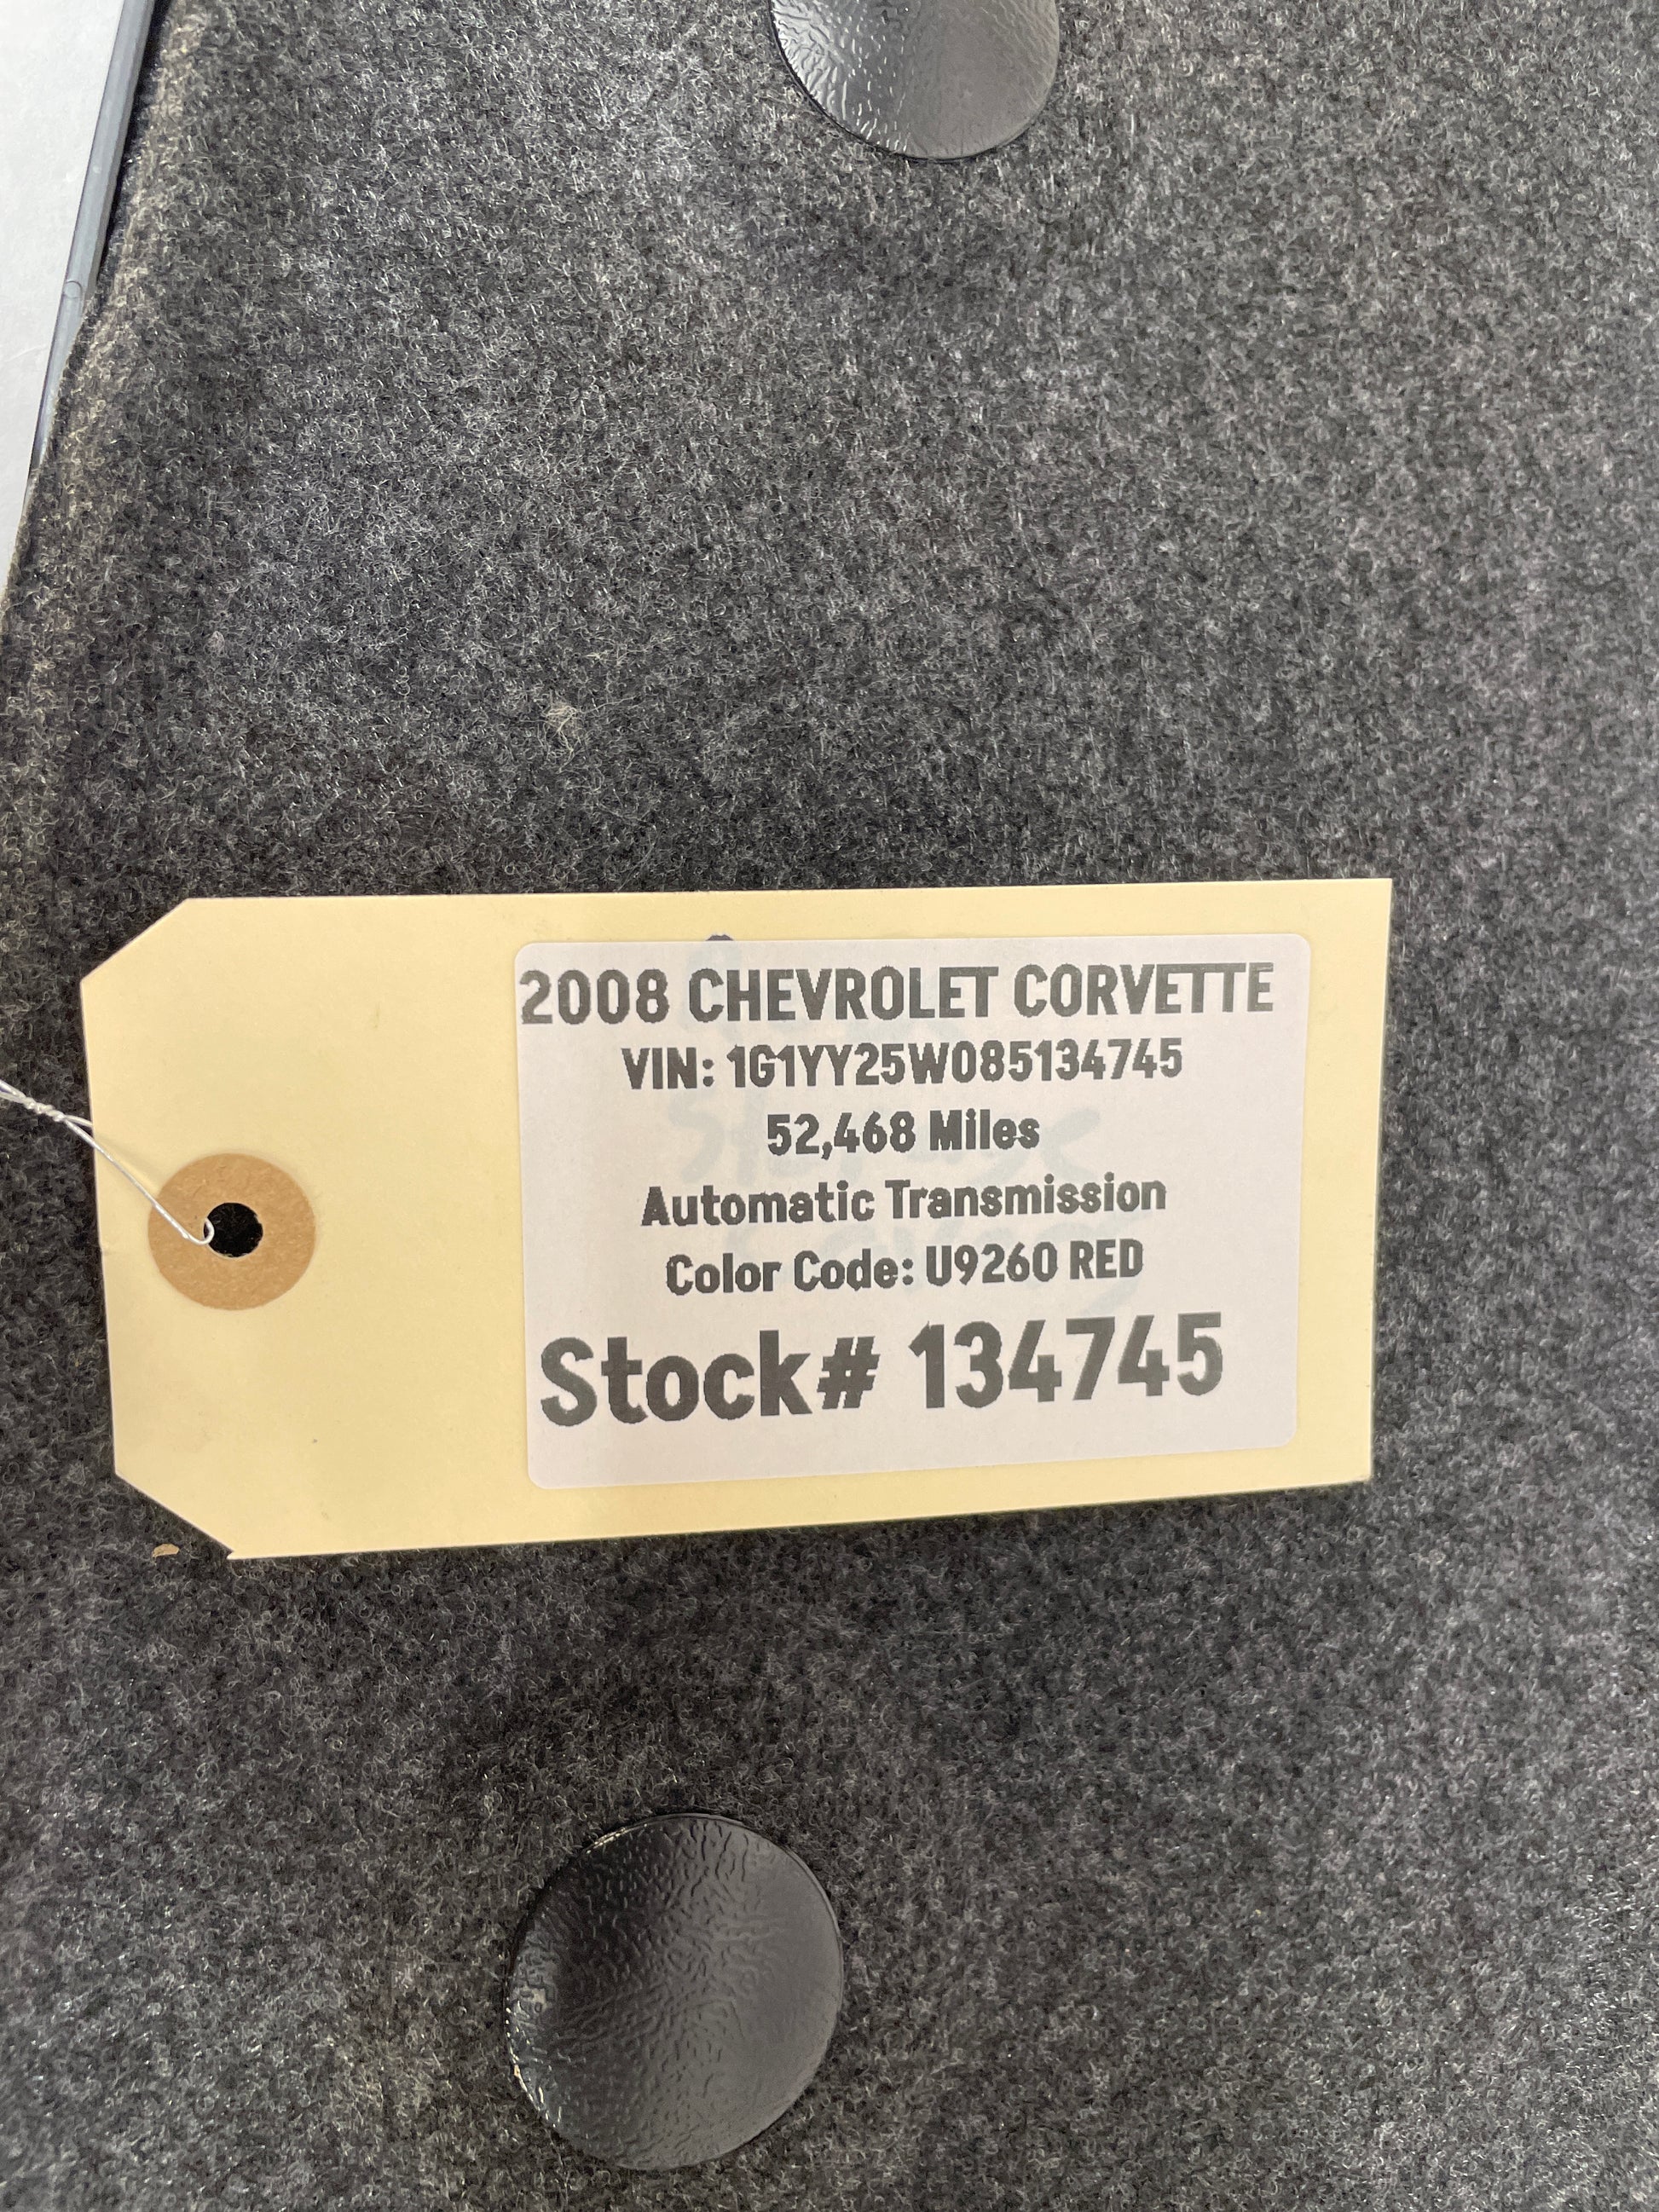 2008 CHEVROLET CORVETTE
VIN: 1G1YY25W085134745
52,468 Miles
Automatic Transmission
Color Code: U9260 RED
Stock# 134745